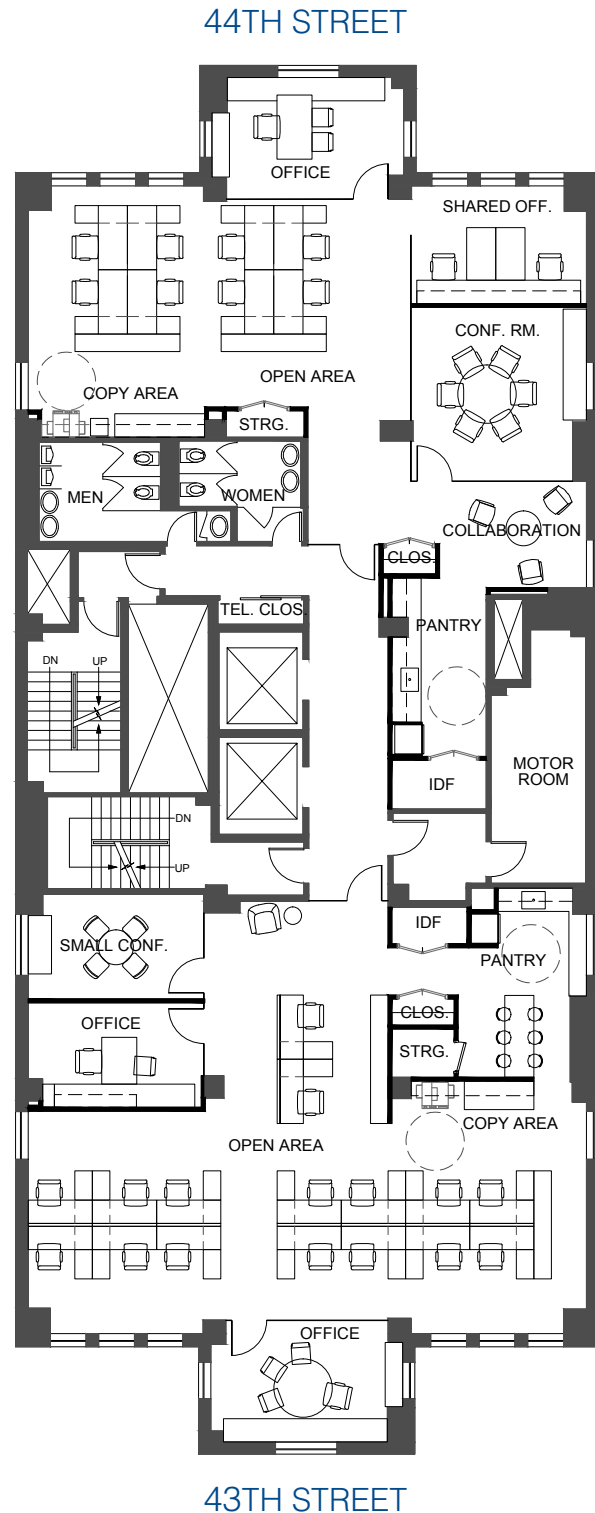 44TH STREET
OFFICE
SHARED OFF.
CONF. RM.
OPEN AREA
COPY AREA
STRG.
MEN
WOMEN
COLLABORATION
CLOS.
TEL. CLOS.
PANTRY
DN
UP
MOTOR
ROOM
IDF
DN
UP
IDF
SMALL CONF.
PANTRY
CLOS.
OFFICE
STRG.
COPY AREA
OPEN AREA
OFFICE
43TH STREET